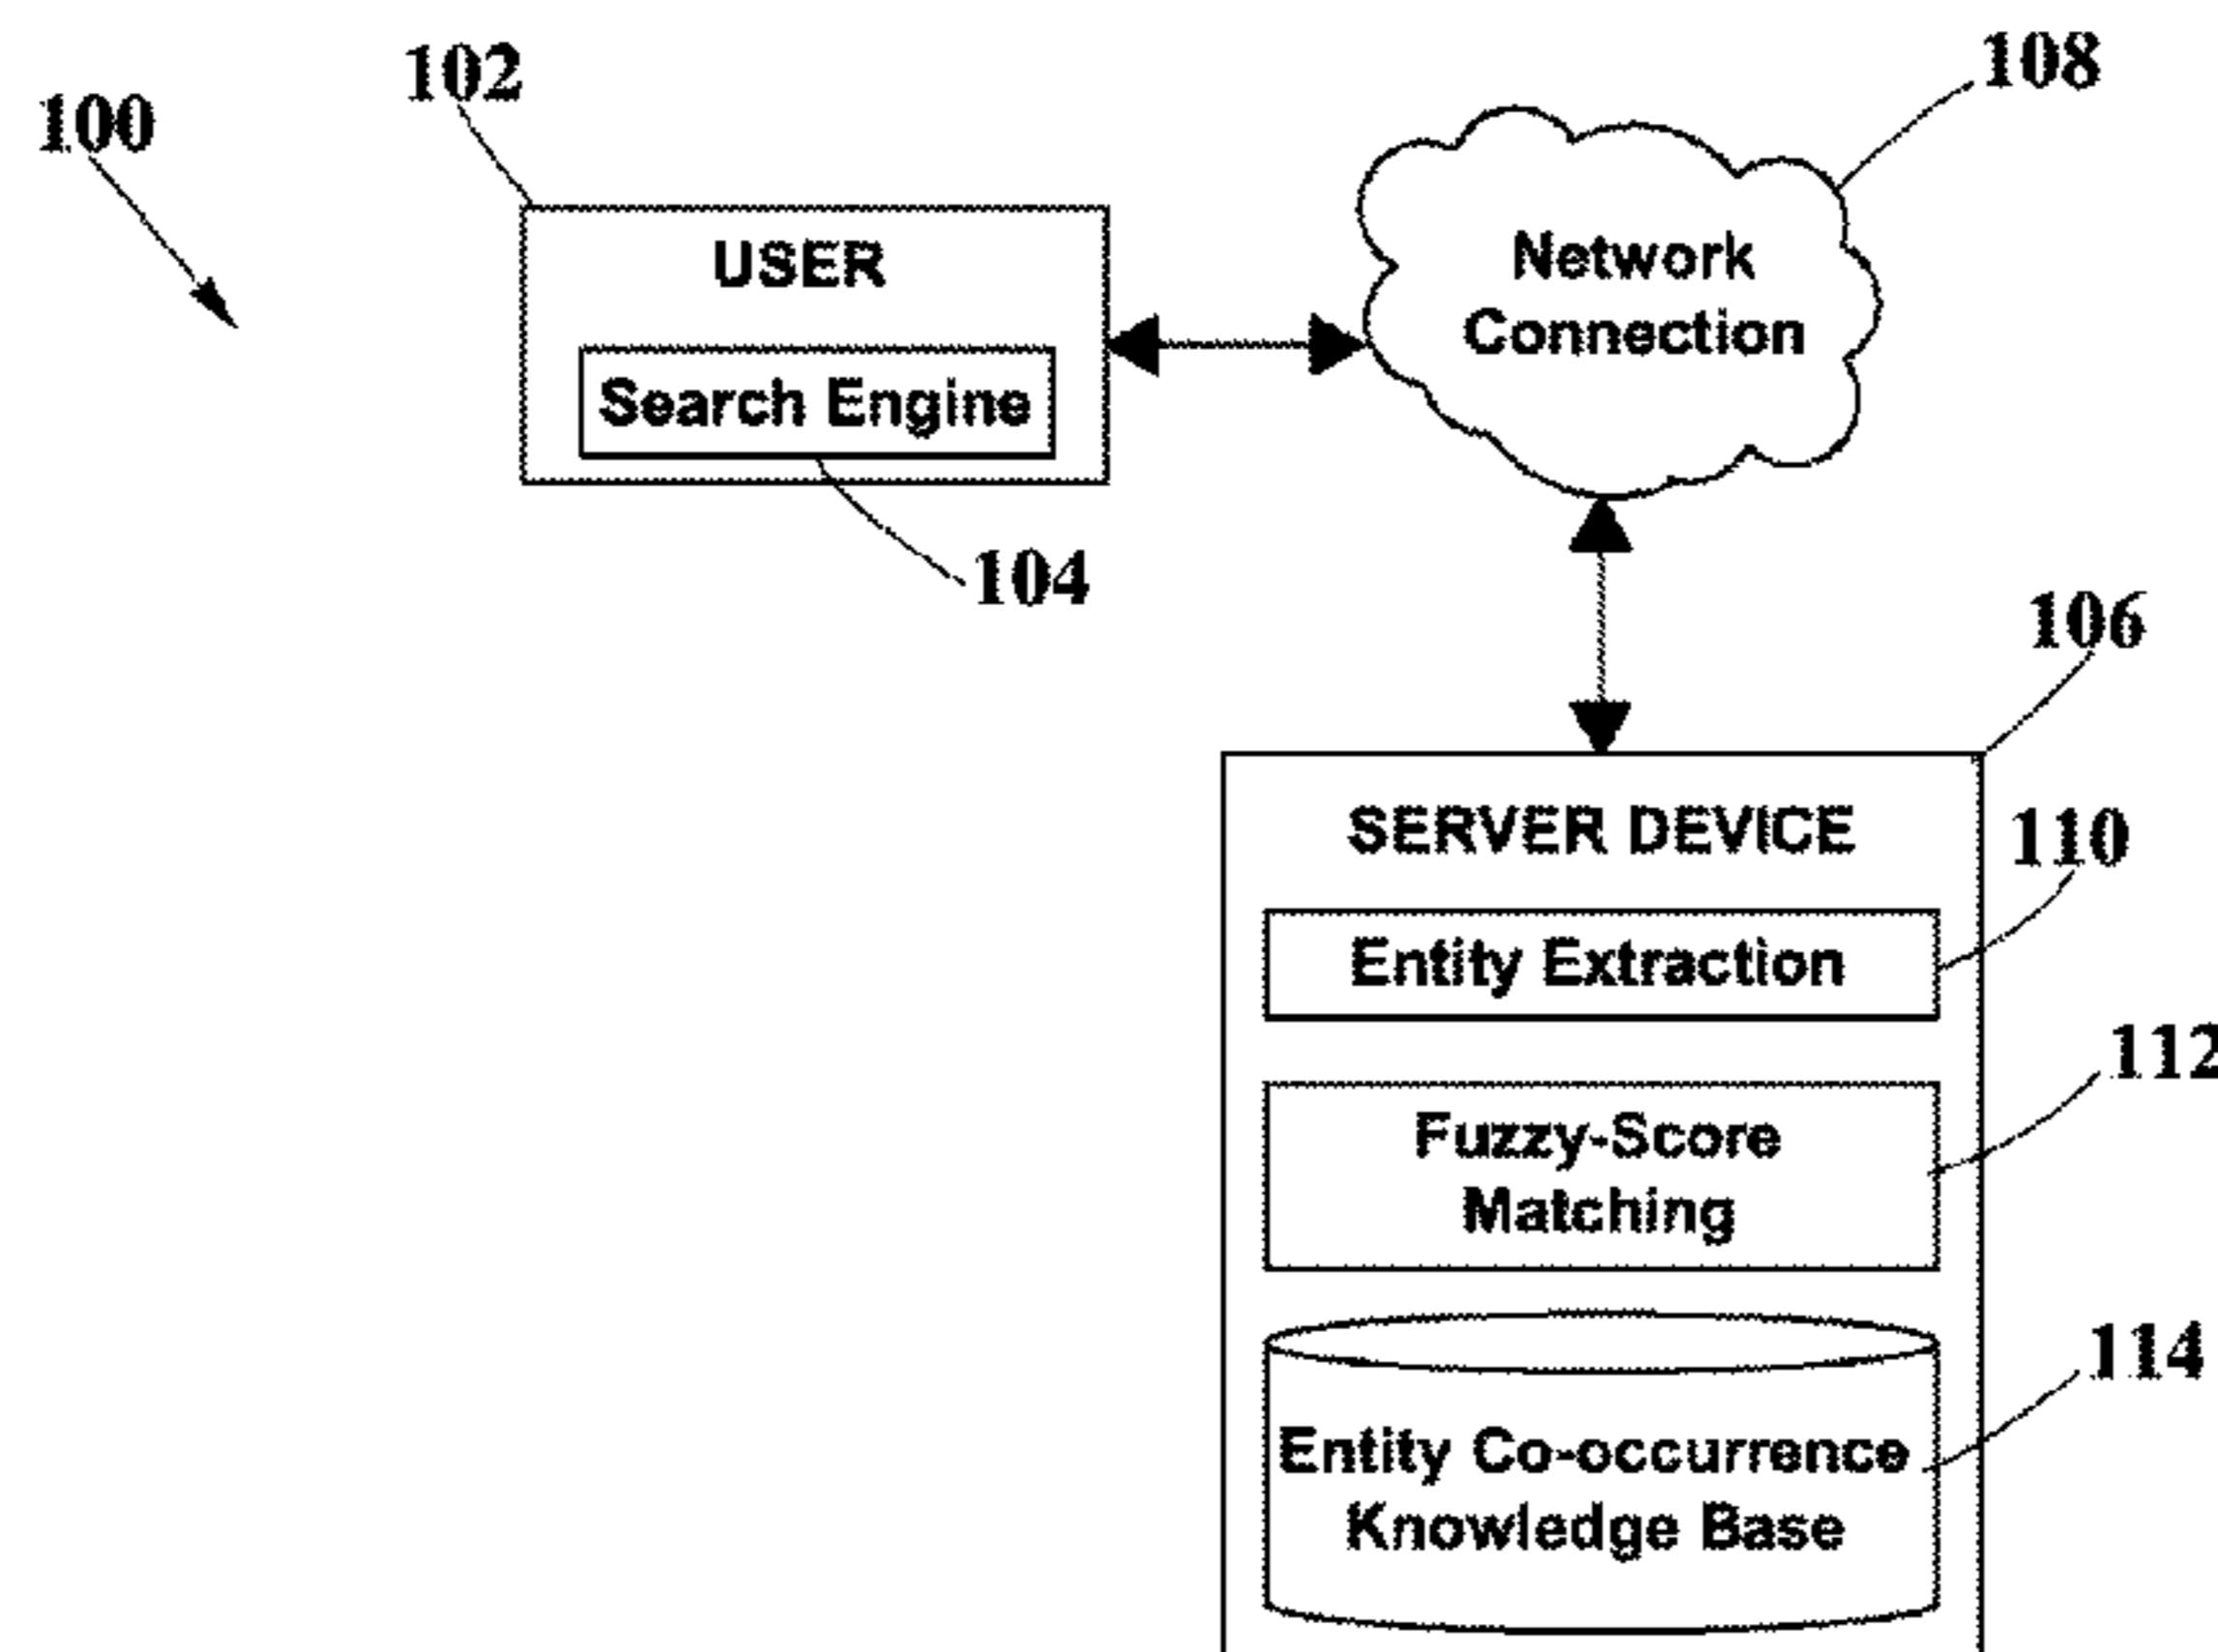 100
102
108
USER
Network
Connection
Search Engine
104
106
SERVER DEVICE
110
Entity Extraction
112
Fuzzy-Score
Matching
114
Entity Co-occurrence
Knowledge Base